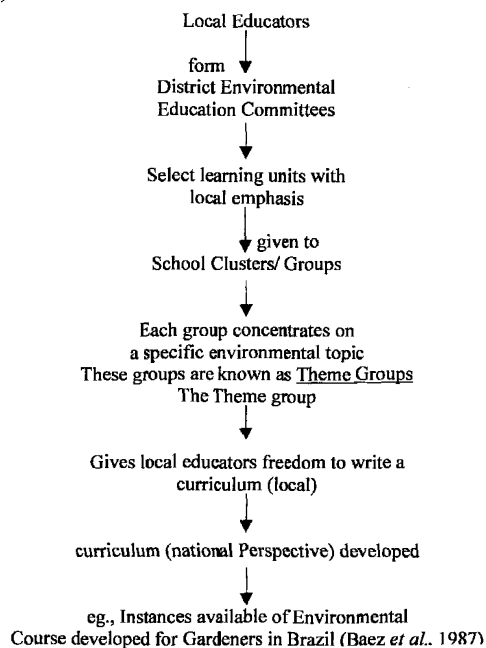 Local Educators
form
District Environmental
Education Committees
Select learning units with
local emphasis
given to
School Clusters/ Groups
Each group concentrates on
a specific environmental topic
These groups are known as Theme Groups
The Theme group
Gives local educators freedom to write a
curriculum (local)
curriculum (national Perspective) developed
eg., Instances available of Environmental
Course developed for Gardeners in Brazil (Baez et al.. 1987)